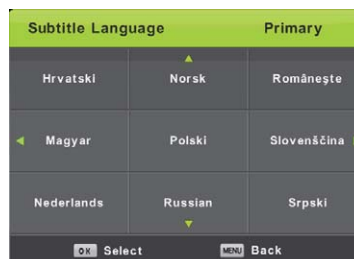 Subtitle Language Primary
Hrvatski Norsk Românește
Magyar Polski Slovenščina
Nederlands Russian Srpski
OK Select MENU Back